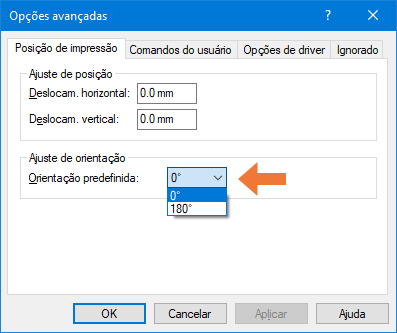 Opções avançadas
Posição de impressão Comandos do usuário Opções de driver Ignorado
Ajuste de posição
Deslocam. horizontal: 0.0 mm
Deslocam. vertical: 0.0 mm
Ajuste de orientação
Orientação predefinida: 0°
0°
180°
OK Cancelar Aplicar Ajuda